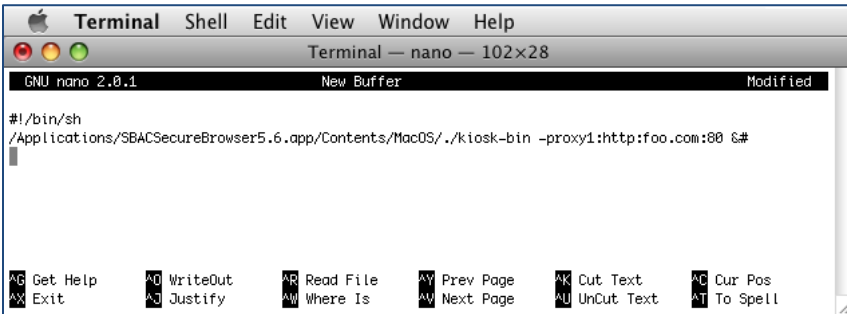 Terminal Shell Edit View Window Help
Terminal — nano — 102×28
GNU nano 2.0.1 New Buffer Modified
#!/bin/sh
/Applications/SBACSecureBrowser5.6.app/Contents/MacOS/./kiosk-bin -proxy1:http:foo.com:80 &#
^G Get Help ^O WriteOut ^R Read File ^Y Prev Page ^K Cut Text ^C Cur Pos
^X Exit ^J Justify ^W Where Is ^V Next Page ^U UnCut Text ^T To Spell